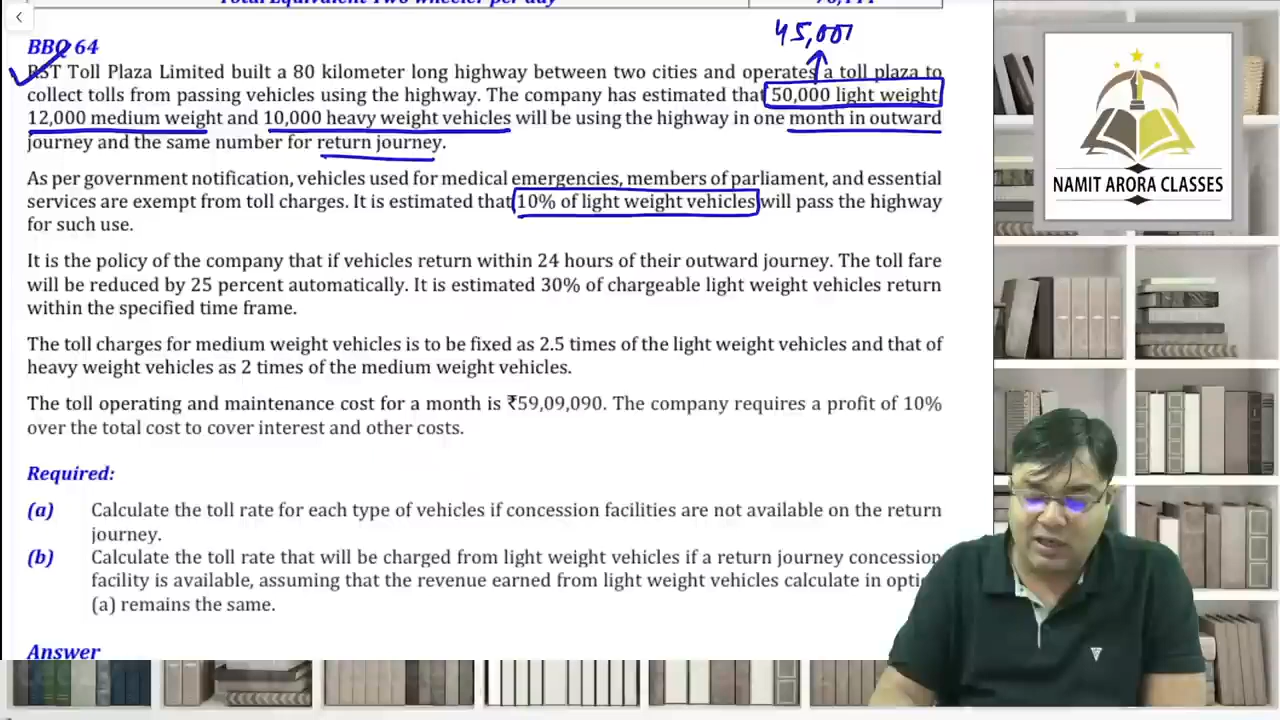 Total Equivalent Two wheeler per day
45,000
BBQ 64
RST Toll Plaza Limited built a 80 kilometer long highway between two cities and operates a toll plaza to
collect tolls from passing vehicles using the highway. The company has estimated that 50,000 light weight,
12,000 medium weight and 10,000 heavy weight vehicles will be using the highway in one month in outward
journey and the same number for return journey.
As per government notification, vehicles used for medical emergencies, members of parliament, and essential
services are exempt from toll charges. It is estimated that 10% of light weight vehicles will pass the highway
for such use.
It is the policy of the company that if vehicles return within 24 hours of their outward journey. The toll fare
will be reduced by 25 percent automatically. It is estimated 30% of chargeable light weight vehicles return
within the specified time frame.
The toll charges for medium weight vehicles is to be fixed as 2.5 times of the light weight vehicles and that of
heavy weight vehicles as 2 times of the medium weight vehicles.
The toll operating and maintenance cost for a month is ₹59,09,090. The company requires a profit of 10%
over the total cost to cover interest and other costs.
Required:
(a) Calculate the toll rate for each type of vehicles if concession facilities are not available on the return
journey.
(b) Calculate the toll rate that will be charged from light weight vehicles if a return journey concession
facility is available, assuming that the revenue earned from light weight vehicles calculate in
(a) remains the same.
Answer
NAMIT ARORA CLASSES